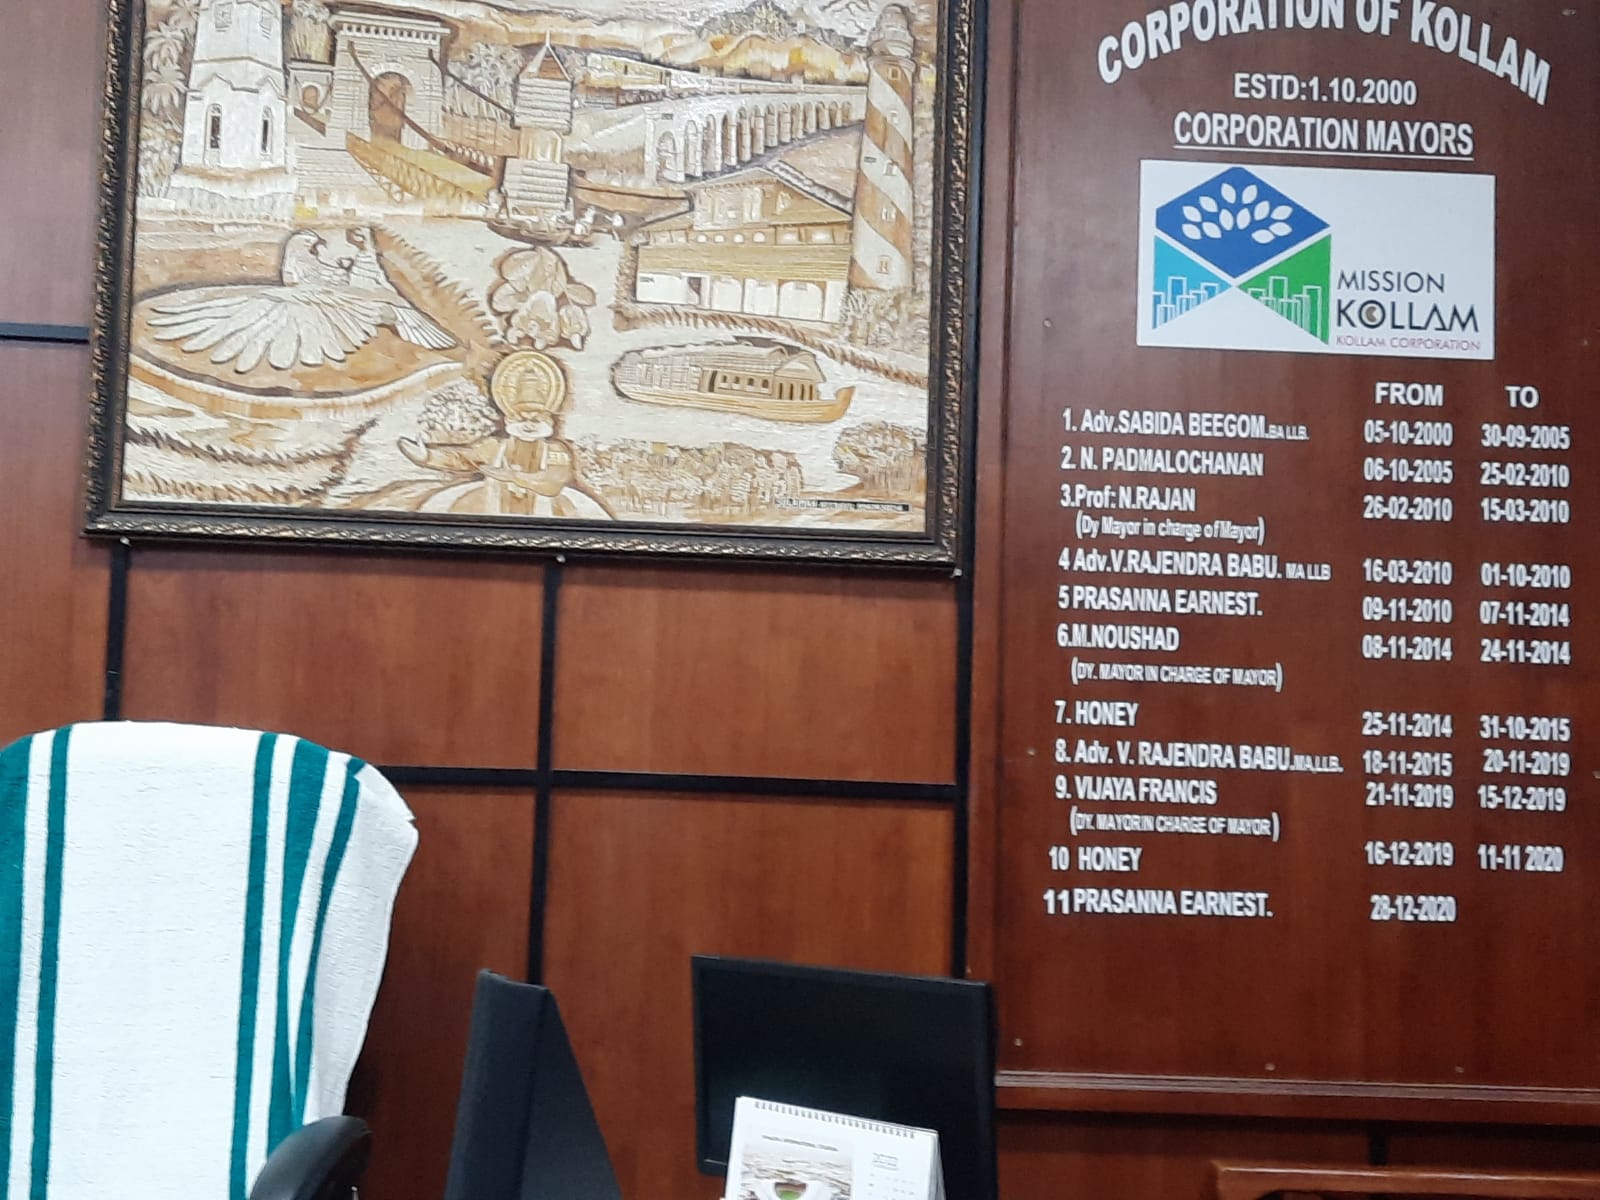 CORPORATION OF KOLLAM
ESTD:1.10.2000
CORPORATION MAYORS
MISSION
KOLLAM
KOLLAM CORPORATION
FROM TO
1. Adv.SABIDA BEEGOM.BA LLB. 05-10-2000 30-09-2005
2. N. PADMALOCHANAN 06-10-2005 25-02-2010
3.Prof: N.RAJAN 26-02-2010 15-03-2010
(Dy Mayor in charge of Mayor)
4 Adv.V.RAJENDRA BABU. MA LLB 16-03-2010 01-10-2010
5 PRASANNA EARNEST. 09-11-2010 07-11-2014
6.M.NOUSHAD 08-11-2014 24-11-2014
(DY. MAYOR IN CHARGE OF MAYOR)
7. HONEY 25-11-2014 31-10-2015
8. Adv. V. RAJENDRA BABU.MA,LLB. 18-11-2015 20-11-2019
9. VIJAYA FRANCIS 21-11-2019 15-12-2019
(DY. MAYOR IN CHARGE OF MAYOR)
10 HONEY 16-12-2019 11-11 2020
11 PRASANNA EARNEST. 28-12-2020